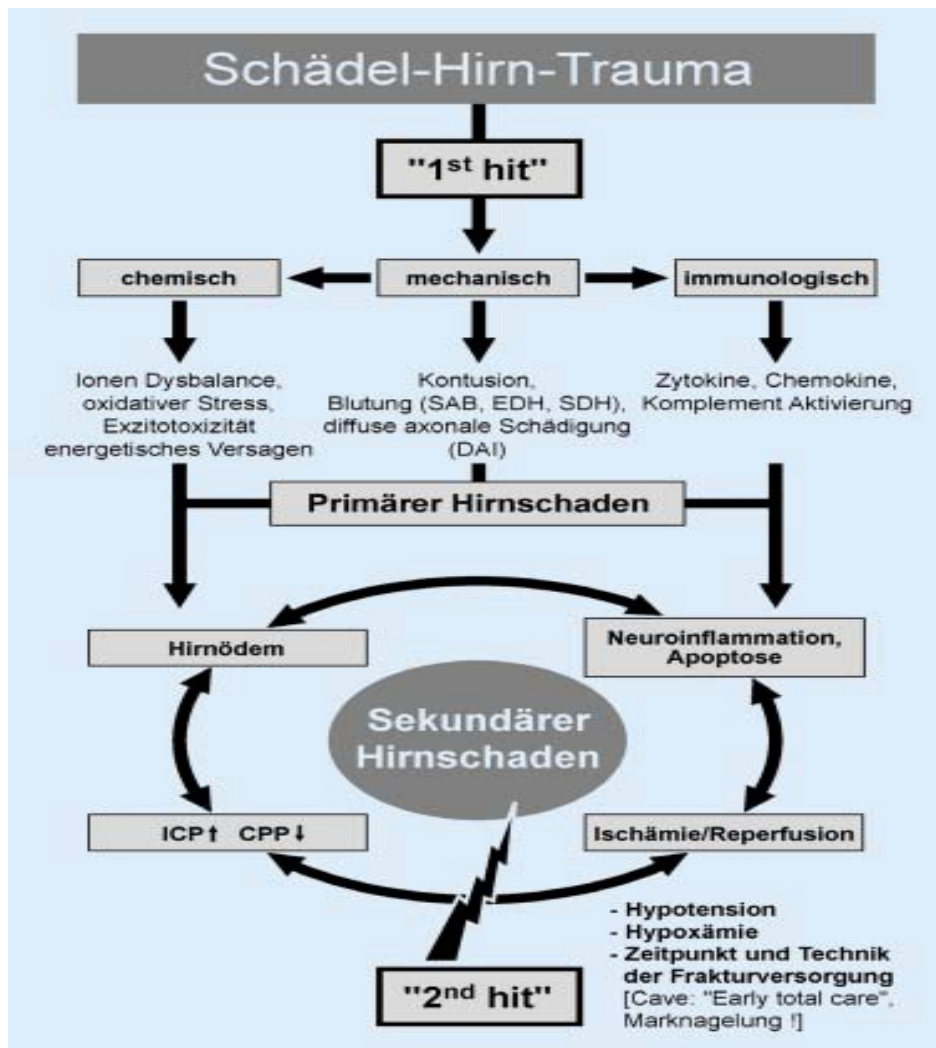 Schädel-Hirn-Trauma
"1st hit"
chemisch
mechanisch
immunologisch
Ionen Dysbalance,
oxidativer Stress,
Exzitotoxizität
energetisches Versagen
Kontusion,
Blutung (SAB, EDH, SDH),
diffuse axonale Schädigung
(DAI)
Zytokine, Chemokine,
Komplement Aktivierung
Primärer Hirnschaden
Hirnödem
Neuroinflammation,
Apoptose
Sekundärer
Hirnschaden
ICP↑ CPP↓
Ischämie/Reperfusion
"2nd hit"
- Hypotension
- Hypoxämie
- Zeitpunkt und Technik
der Frakturversorgung
[Cave: "Early total care",
Marknagelung !]